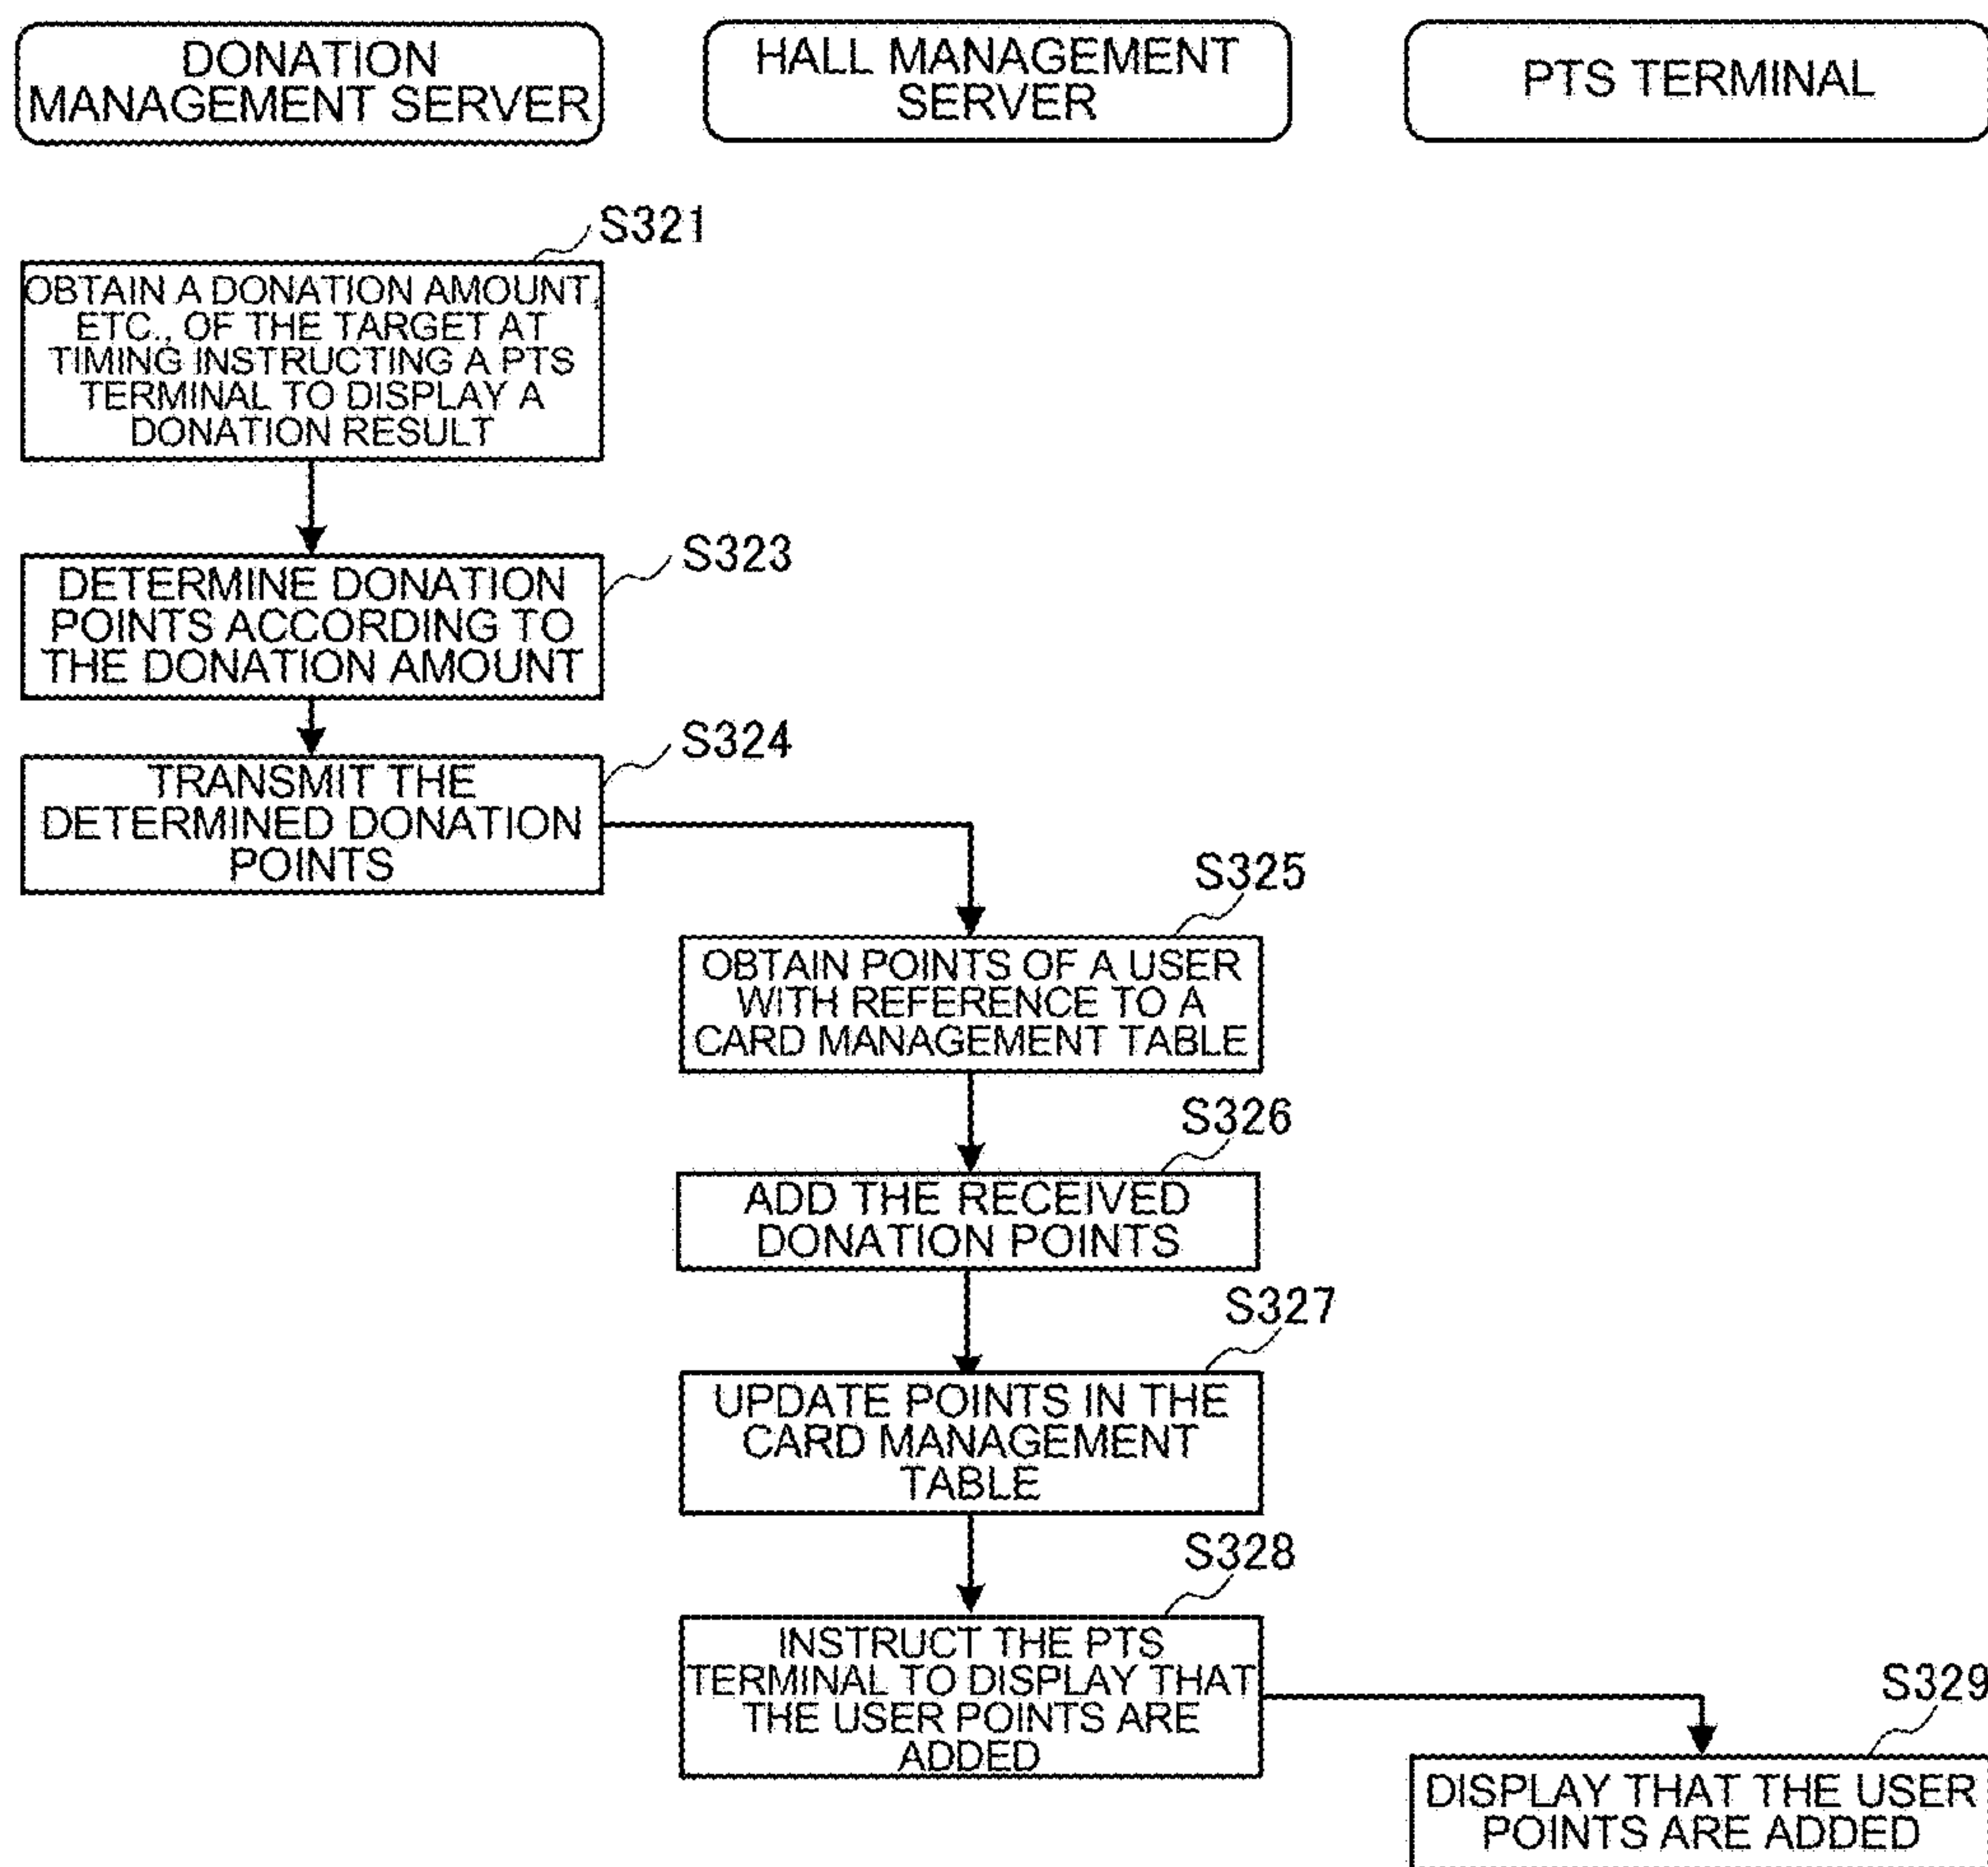 DONATION
MANAGEMENT SERVER
HALL MANAGEMENT
SERVER
PTS TERMINAL
S321
OBTAIN A DONATION AMOUNT,
ETC., OF THE TARGET AT
TIMING INSTRUCTING A PTS
TERMINAL TO DISPLAY A
DONATION RESULT
S323
DETERMINE DONATION
POINTS ACCORDING TO
THE DONATION AMOUNT
S324
TRANSMIT THE
DETERMINED DONATION
POINTS
S325
OBTAIN POINTS OF A USER
WITH REFERENCE TO A
CARD MANAGEMENT TABLE
S326
ADD THE RECEIVED
DONATION POINTS
S327
UPDATE POINTS IN THE
CARD MANAGEMENT
TABLE
S328
INSTRUCT THE PTS
TERMINAL TO DISPLAY THAT
THE USER POINTS ARE
ADDED
S329
DISPLAY THAT THE USER
POINTS ARE ADDED